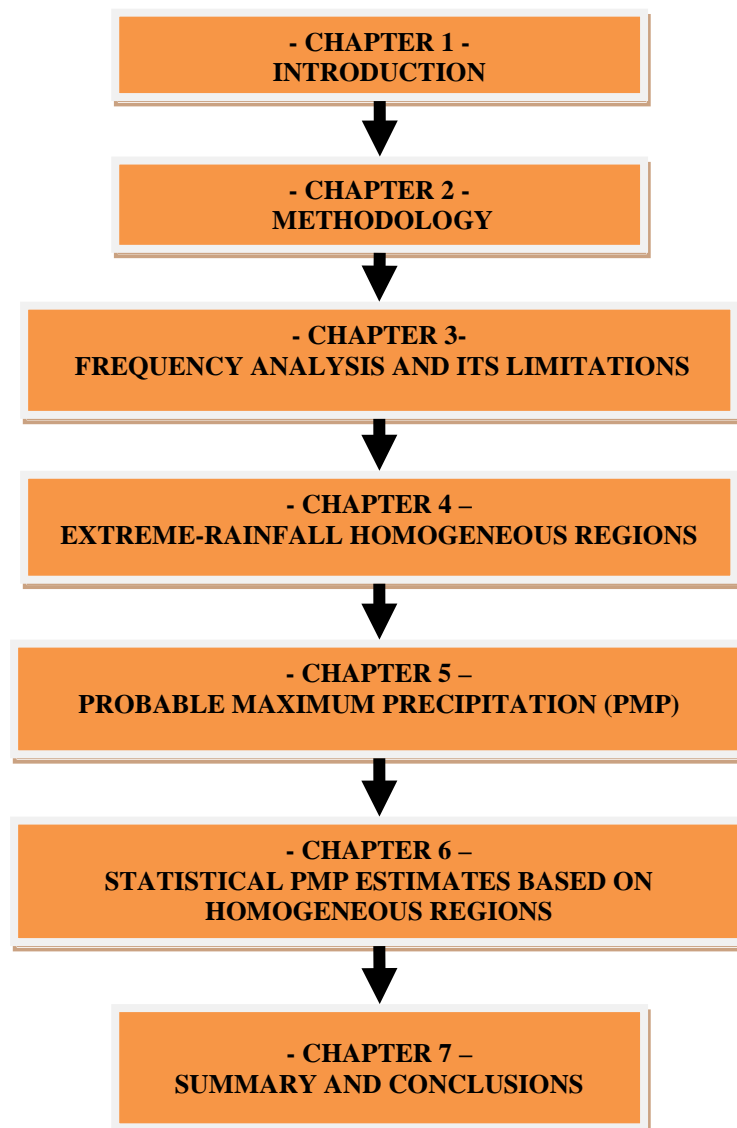 - CHAPTER 1 -
INTRODUCTION
- CHAPTER 2 -
METHODOLOGY
- CHAPTER 3-
FREQUENCY ANALYSIS AND ITS LIMITATIONS
- CHAPTER 4 –
EXTREME-RAINFALL HOMOGENEOUS REGIONS
- CHAPTER 5 –
PROBABLE MAXIMUM PRECIPITATION (PMP)
- CHAPTER 6 –
STATISTICAL PMP ESTIMATES BASED ON
HOMOGENEOUS REGIONS
- CHAPTER 7 –
SUMMARY AND CONCLUSIONS